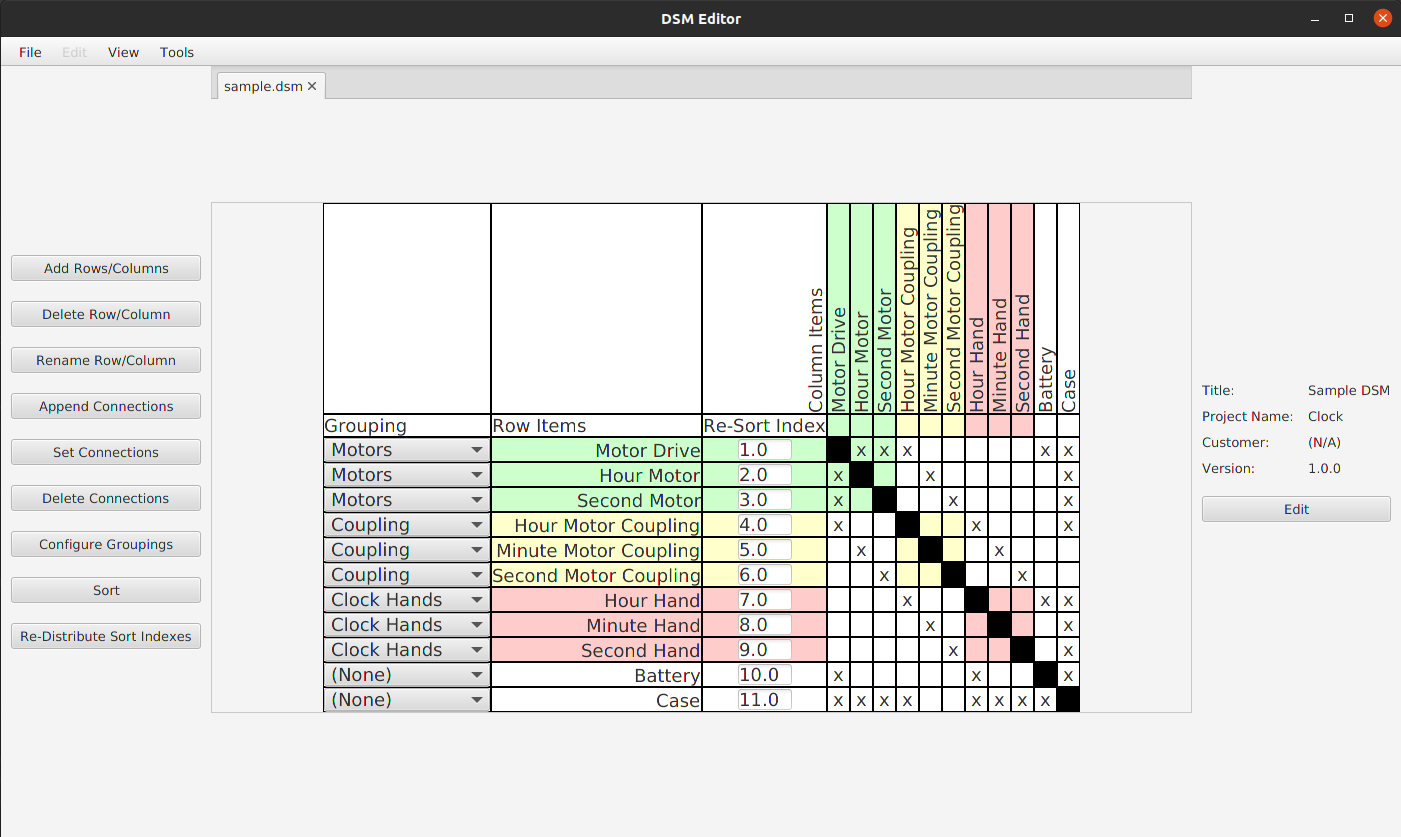 DSM Editor
File Edit View Tools
sample.dsm
Column Items
Motor Drive
Hour Motor
Second Motor
Hour Motor Coupling
Minute Motor Coupling
Second Motor Coupling
Hour Hand
Minute Hand
Second Hand
Battery
Case
Grouping Row Items Re-Sort Index
Motors Motor Drive 1.0 x x x x x
Motors Hour Motor 2.0 x x x
Motors Second Motor 3.0 x x x
Coupling Hour Motor Coupling 4.0 x x x
Coupling Minute Motor Coupling 5.0 x x
Coupling Second Motor Coupling 6.0 x x
Clock Hands Hour Hand 7.0 x x x
Clock Hands Minute Hand 8.0 x x
Clock Hands Second Hand 9.0 x x
(None) Battery 10.0 x x x
(None) Case 11.0 x x x x x x x x
Add Rows/Columns
Delete Row/Column
Rename Row/Column
Append Connections
Set Connections
Delete Connections
Configure Groupings
Sort
Re-Distribute Sort Indexes
Title: Sample DSM
Project Name: Clock
Customer: (N/A)
Version: 1.0.0
Edit